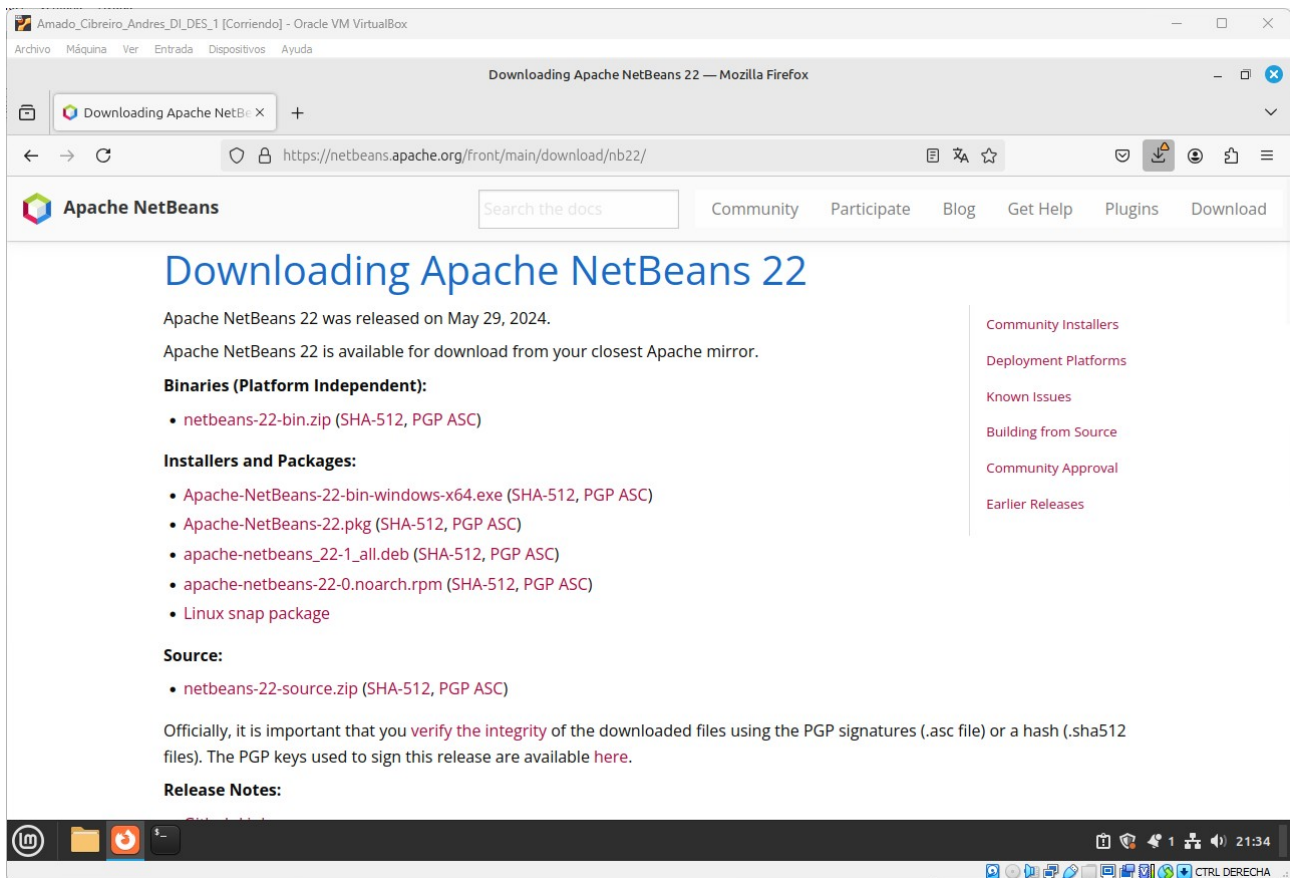 Amado_Cibreiro_Andres_DI_DES_1 [Corriendo] - Oracle VM VirtualBox
Archivo Máquina Ver Entrada Dispositivos Ayuda
Downloading Apache NetBeans 22 — Mozilla Firefox
Downloading Apache NetBe
https://netbeans.apache.org/front/main/download/nb22/
Apache NetBeans
Search the docs
Community Participate Blog Get Help Plugins Download
Downloading Apache NetBeans 22
Apache NetBeans 22 was released on May 29, 2024.
Apache NetBeans 22 is available for download from your closest Apache mirror.
Binaries (Platform Independent):
• netbeans-22-bin.zip (SHA-512, PGP ASC)
Installers and Packages:
• Apache-NetBeans-22-bin-windows-x64.exe (SHA-512, PGP ASC)
• Apache-NetBeans-22.pkg (SHA-512, PGP ASC)
• apache-netbeans_22-1_all.deb (SHA-512, PGP ASC)
• apache-netbeans-22-0.noarch.rpm (SHA-512, PGP ASC)
• Linux snap package
Source:
• netbeans-22-source.zip (SHA-512, PGP ASC)
Officially, it is important that you verify the integrity of the downloaded files using the PGP signatures (.asc file) or a hash (.sha512
files). The PGP keys used to sign this release are available here.
Release Notes:
Community Installers
Deployment Platforms
Known Issues
Building from Source
Community Approval
Earlier Releases
1 21:34
CTRL DERECHA